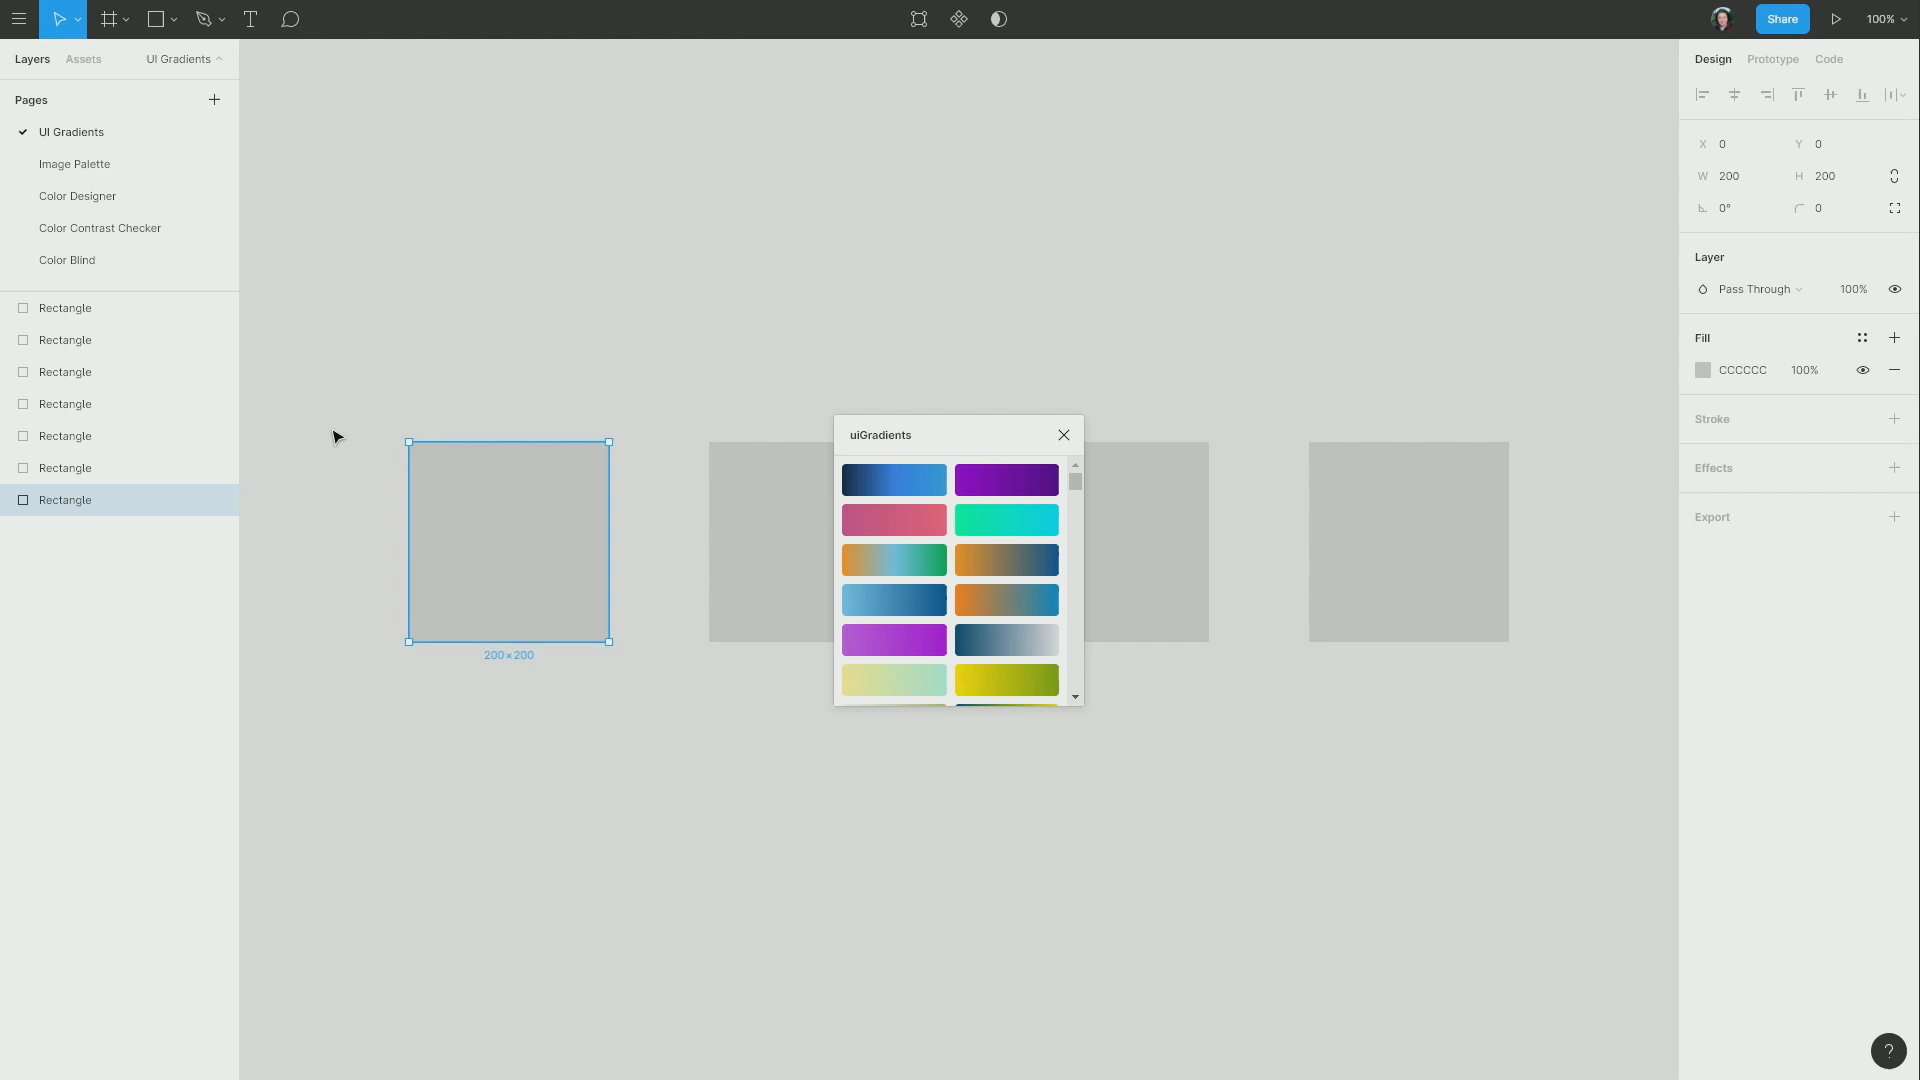 Share
100%
Layers
Assets
UI Gradients
Pages
UI Gradients
Image Palette
Color Designer
Color Contrast Checker
Color Blind
Rectangle
Rectangle
Rectangle
Rectangle
Rectangle
Rectangle
Rectangle
200×200
uiGradients
Design
Prototype
Code
X 0
Y 0
W 200
H 200
0°
0
Layer
Pass Through
100%
Fill
CCCCCC
100%
Stroke
Effects
Export
?